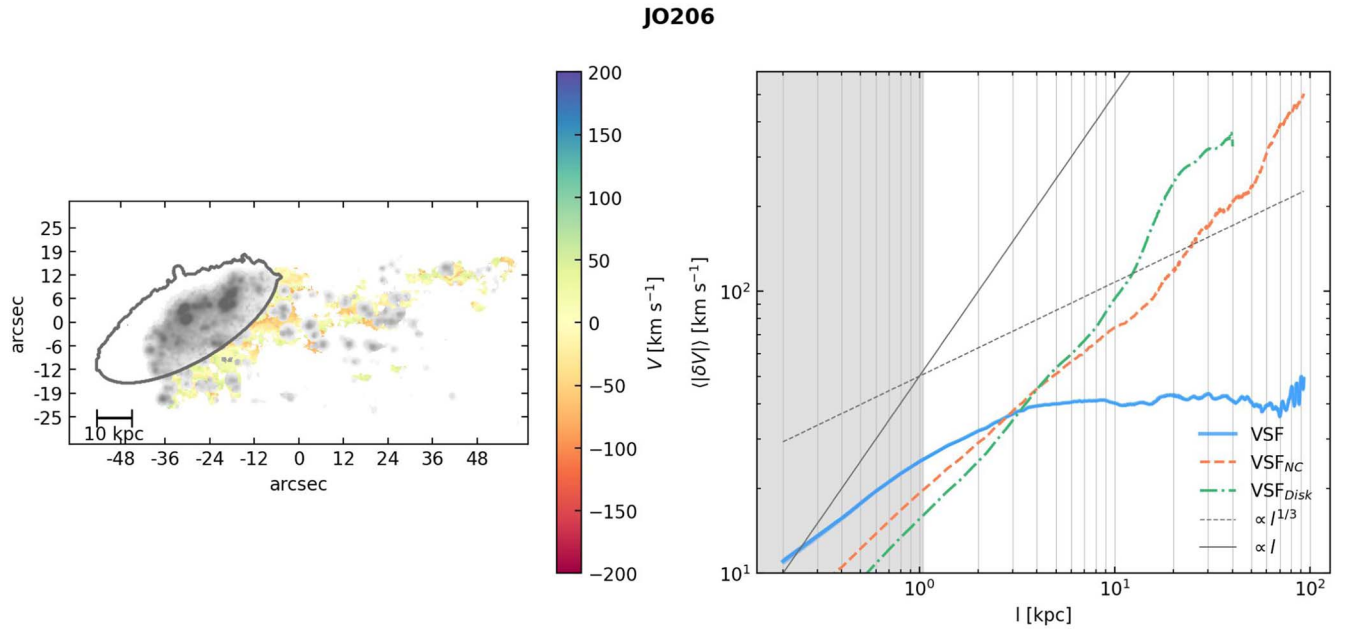 JO206
arcsec
25
19
12
6
0
-6
-12
-19
-25
10 kpc
-48 -36 -24 -12 0 12 24 36 48
arcsec
200
150
100
50
0
−50
−100
−150
−200
V [km s⁻¹]
⟨|δV|⟩ [km s⁻¹]
10²
10¹
VSF
VSF_NC
VSF_Disk
∝ l^{1/3}
∝ l
10⁰ 10¹ 10²
l [kpc]